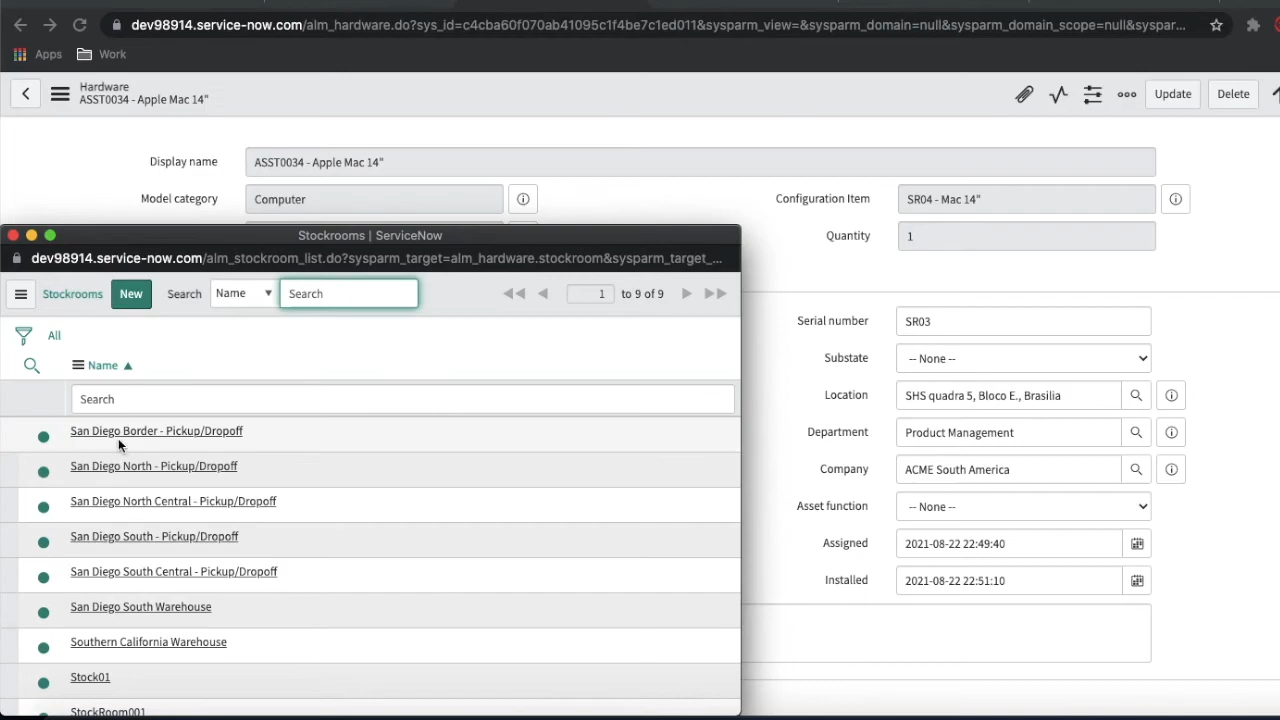 dev98914.service-now.com/alm_hardware.do?sys_id=c4cba60f070ab41095c1f4be7c1ed011&sysparm_view=&sysparm_domain=null&sysparm_domain_scope=null&syspar...
Apps Work
Hardware
ASST0034 - Apple Mac 14"
Update Delete
Display name ASST0034 - Apple Mac 14"
Model category Computer Configuration Item SR04 - Mac 14"
Quantity 1
Stockrooms | ServiceNow
dev98914.service-now.com/alm_stockroom_list.do?sysparm_target=alm_hardware.stockroom&sysparm_target_...
Stockrooms New Search Name Search 1 to 9 of 9
All
Name
Search
San Diego Border - Pickup/Dropoff
San Diego North - Pickup/Dropoff
San Diego North Central - Pickup/Dropoff
San Diego South - Pickup/Dropoff
San Diego South Central - Pickup/Dropoff
San Diego South Warehouse
Southern California Warehouse
Stock01
StockRoom001
Serial number SR03
Substate -- None --
Location SHS quadra 5, Bloco E., Brasilia
Department Product Management
Company ACME South America
Asset function -- None --
Assigned 2021-08-22 22:49:40
Installed 2021-08-22 22:51:10